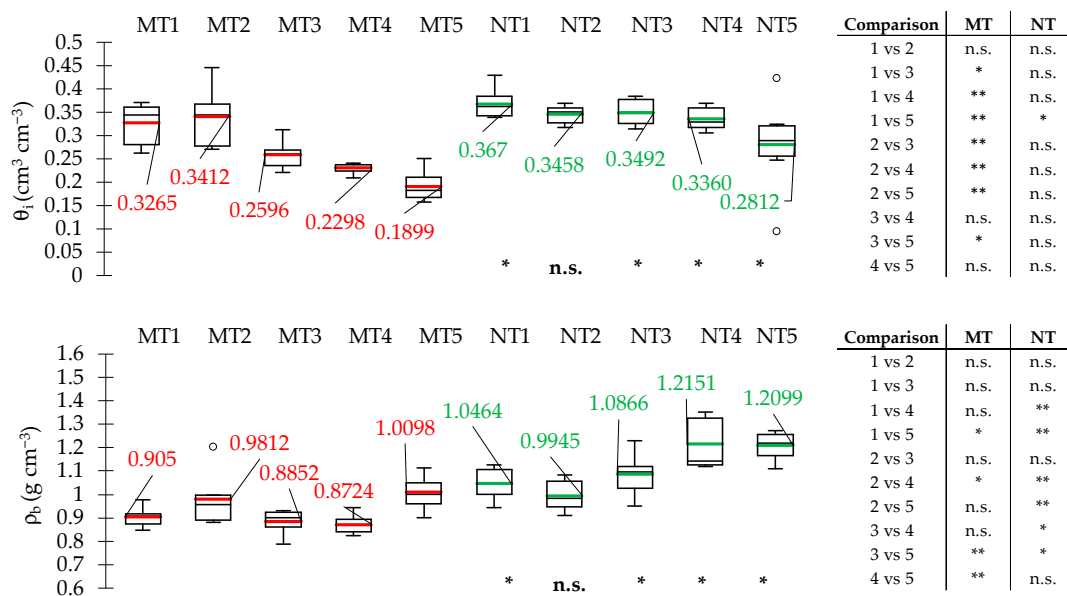 MT1 MT2 MT3 MT4 MT5 NT1 NT2 NT3 NT4 NT5
θi (cm³ cm⁻³)
0.5
0.45
0.4
0.35
0.3
0.25
0.2
0.15
0.1
0.05
0
0.3265
0.3412
0.2596
0.2298
0.1899
0.367
0.3458
0.3492
0.3360
0.2812
* n.s. * * *
Comparison MT NT
1 vs 2 n.s. n.s.
1 vs 3 * n.s.
1 vs 4 ** n.s.
1 vs 5 ** *
2 vs 3 ** n.s.
2 vs 4 ** n.s.
2 vs 5 ** n.s.
3 vs 4 n.s. n.s.
3 vs 5 * n.s.
4 vs 5 n.s. n.s.
MT1 MT2 MT3 MT4 MT5 NT1 NT2 NT3 NT4 NT5
ρb (g cm⁻³)
1.6
1.5
1.4
1.3
1.2
1.1
1
0.9
0.8
0.7
0.6
0.905
0.9812
0.8852
0.8724
1.0098
1.0464
0.9945
1.0866
1.2151
1.2099
* n.s. * * *
Comparison MT NT
1 vs 2 n.s. n.s.
1 vs 3 n.s. n.s.
1 vs 4 n.s. **
1 vs 5 * **
2 vs 3 n.s. n.s.
2 vs 4 * **
2 vs 5 n.s. **
3 vs 4 n.s. *
3 vs 5 ** *
4 vs 5 ** n.s.